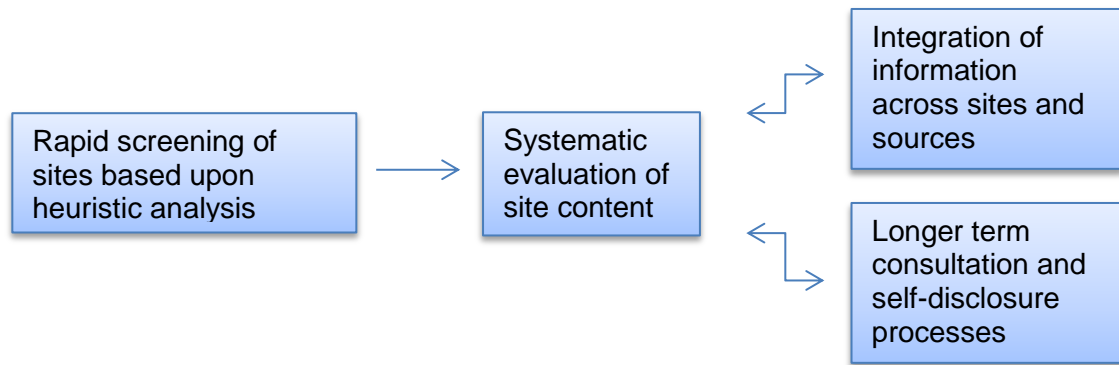 Rapid screening of
sites based upon
heuristic analysis
Systematic
evaluation of
site content
Integration of
information
across sites and
sources
Longer term
consultation and
self-disclosure
processes